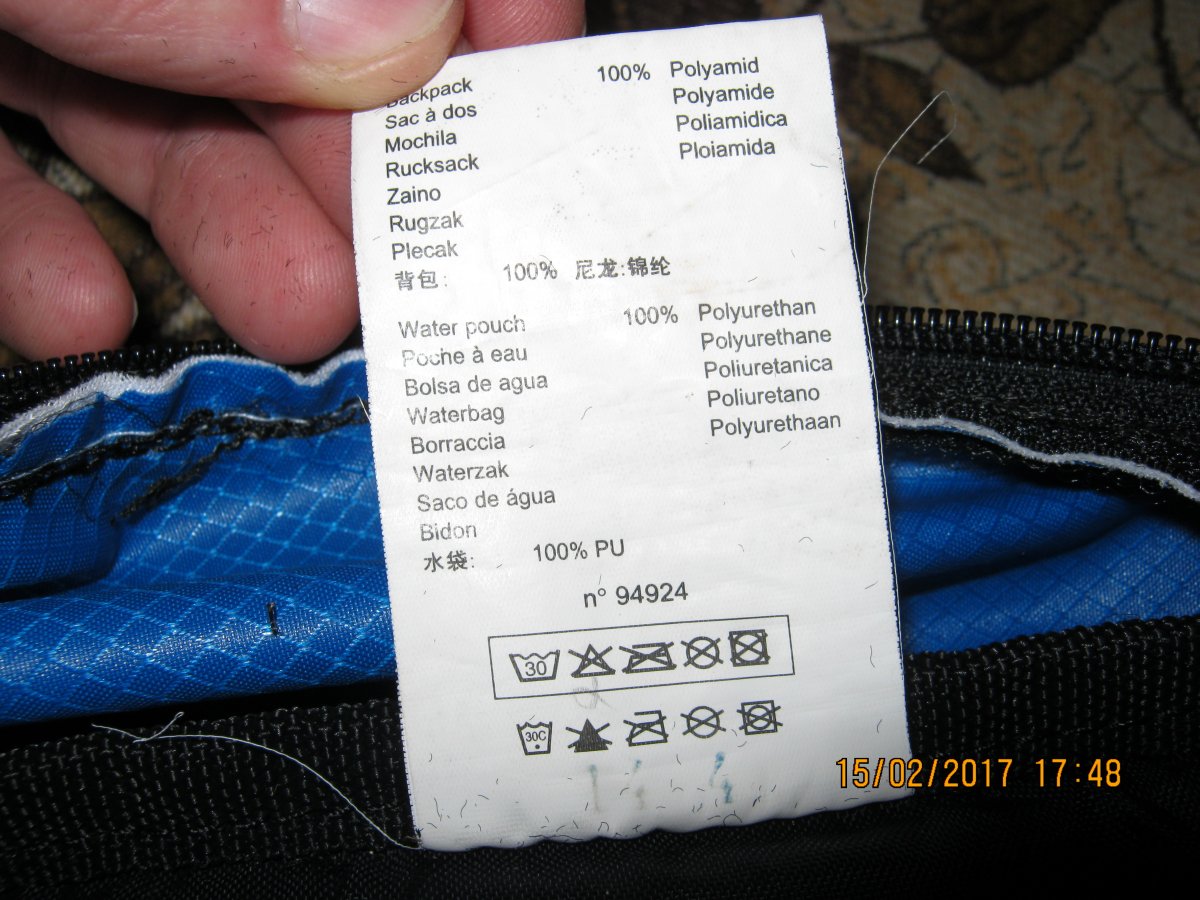 Backpack 100% Polyamid
Sac à dos Polyamide
Mochila Poliamidica
Rucksack Ploiamida
Zaino
Rugzak
Plecak
背包: 100% 尼龙:锦纶
Water pouch 100% Polyurethan
Poche à eau Polyurethane
Bolsa de agua Poliuretanica
Waterbag Poliuretano
Borraccia Polyurethaan
Waterzak
Saco de água
Bidon
水袋: 100% PU
n° 94924
30
30C
15/02/2017 17:48